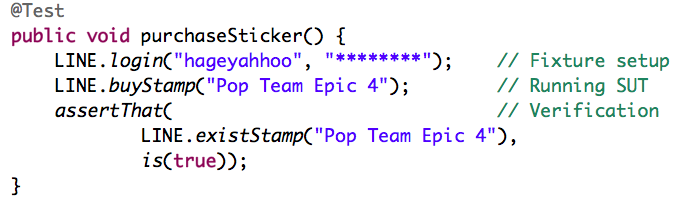 @Test
public void purchaseSticker() {
    LINE.login("hageyahhoo", "********");    // Fixture setup
    LINE.buyStamp("Pop Team Epic 4");        // Running SUT
    assertThat(                              // Verification
            LINE.existStamp("Pop Team Epic 4"),
            is(true));
}